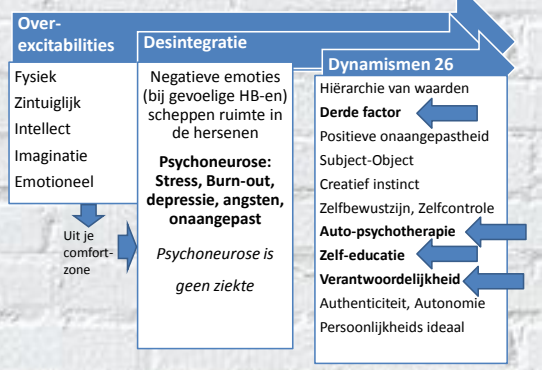 Over-
excitabilities
Fysiek
Zintuiglijk
Intellect
Imaginatie
Emotioneel
Uit je
comfort-
zone
Desintegratie
Negatieve emoties
(bij gevoelige HB-en)
scheppen ruimte in
de hersenen
Psychoneurose:
Stress, Burn-out,
depressie, angsten,
onaangepast
Psychoneurose is
geen ziekte
Dynamismen 26
Hiërarchie van waarden
Derde factor
Positieve onaangepastheid
Subject-Object
Creatief instinct
Zelfbewustzijn, Zelfcontrole
Auto-psychotherapie
Zelf-educatie
Verantwoordelijkheid
Authenticiteit, Autonomie
Persoonlijkheids ideaal